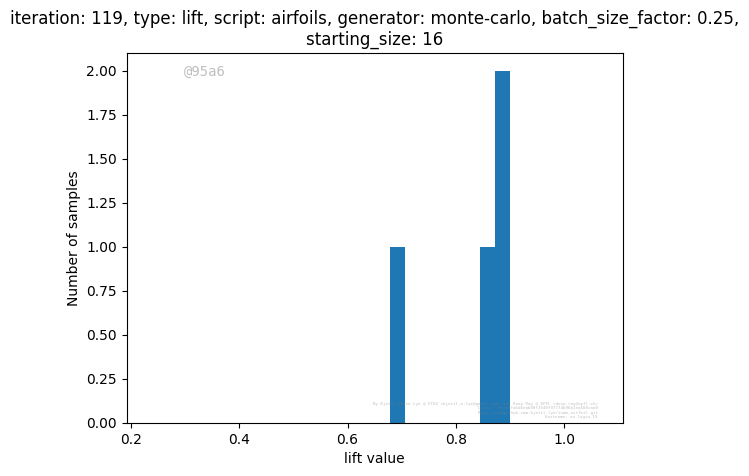 iteration: 119, type: lift, script: airfoils, generator: monte-carlo, batch_size_factor: 0.25,
starting_size: 16
@95a6
2.00
1.75
1.50
1.25
1.00
0.75
0.50
0.25
0.00
Number of samples
0.2
0.4
0.6
0.8
1.0
lift value